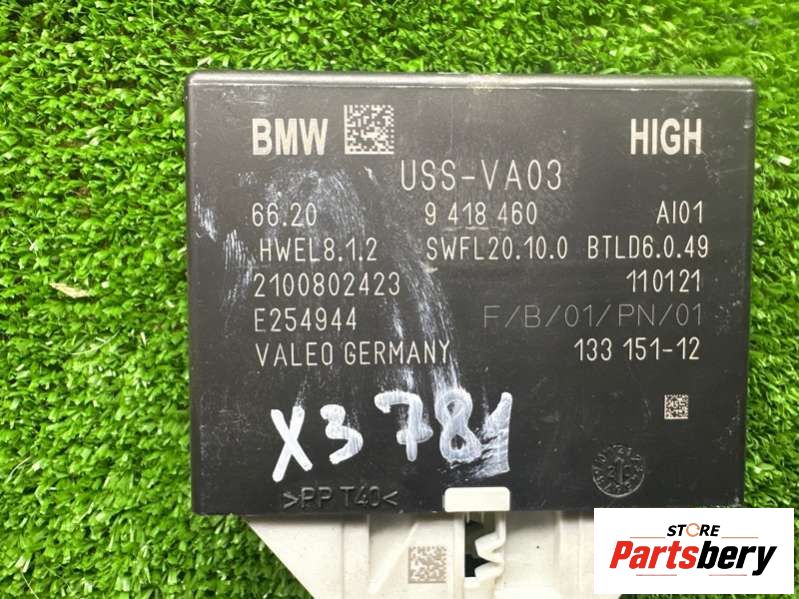 BMW HIGH
USS-VA03
66.20 9 418 460 AI01
HWEL8.1.2 SWFL20.10.0 BTLD6.0.49
2100802423 110121
E254944 F/B/01/PN/01
VALEO GERMANY 133 151-12
X3 781
>PP T40<
STORE
Partsbery